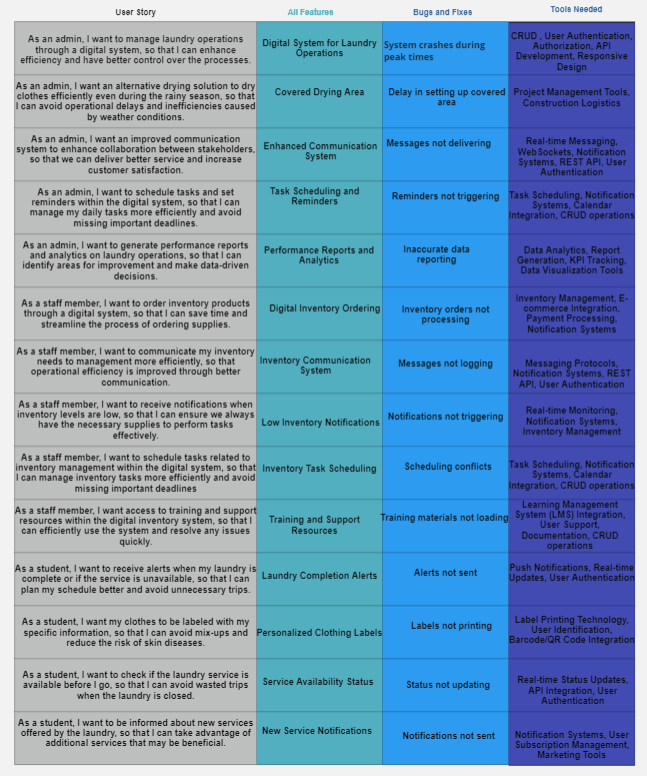 User Story
All Features
Bugs and Fixes
Tools Needed
As an admin, I want to manage laundry operations
through a digital system, so that I can enhance
efficiency and have better control over the processes.
Digital System for Laundry
Operations
System crashes during
peak times
CRUD , User Authentication,
Authorization, API
Development, Responsive
Design
As an admin, I want an alternative drying solution to dry
clothes efficiently even during the rainy season, so that
I can avoid operational delays and inefficiencies caused
by weather conditions.
Covered Drying Area
Delay in setting up covered
area
Project Management Tools,
Construction Logistics
As an admin, I want an improved communication
system to enhance collaboration between stakeholders,
so that we can deliver better service and increase
customer satisfaction.
Enhanced Communication
System
Messages not delivering
Real-time Messaging,
WebSockets, Notification
Systems, REST API, User
Authentication
As an admin, I want to schedule tasks and set
reminders within the digital system, so that I can
manage my daily tasks more efficiently and avoid
missing important deadlines.
Task Scheduling and
Reminders
Reminders not triggering
Task Scheduling, Notification
Systems, Calendar
Integration, CRUD operations
As an admin, I want to generate performance reports
and analytics on laundry operations, so that I can
identify areas for improvement and make data-driven
decisions.
Performance Reports and
Analytics
Inaccurate data
reporting
Data Analytics, Report
Generation, KPI Tracking,
Data Visualization Tools
As a staff member, I want to order inventory products
through a digital system, so that I can save time and
streamline the process of ordering supplies.
Digital Inventory Ordering
Inventory orders not
processing
Inventory Management, E-
commerce Integration,
Payment Processing,
Notification Systems
As a staff member, I want to communicate my inventory
needs to management more efficiently, so that
operational efficiency is improved through better
communication.
Inventory Communication
System
Messages not logging
Messaging Protocols,
Notification Systems, REST
API, User Authentication
As a staff member, I want to receive notifications when
inventory levels are low, so that I can ensure we always
have the necessary supplies to perform tasks
effectively.
Low Inventory Notifications
Notifications not triggering
Real-time Monitoring,
Notification Systems,
Inventory Management
As a staff member, I want to schedule tasks related to
inventory management within the digital system, so that
I can manage inventory tasks more efficiently and avoid
missing important deadlines
Inventory Task Scheduling
Scheduling conflicts
Task Scheduling, Notification
Systems, Calendar
Integration, CRUD operations
As a staff member, I want access to training and support
resources within the digital inventory system, so that I
can efficiently use the system and resolve any issues
quickly.
Training and Support
Resources
Training materials not loading
Learning Management
System (LMS) Integration,
User Support,
Documentation, CRUD
operations
As a student, I want to receive alerts when my laundry is
complete or if the service is unavailable, so that I can
plan my schedule better and avoid unnecessary trips.
Laundry Completion Alerts
Alerts not sent
Push Notifications, Real-time
Updates, User Authentication
As a student, I want my clothes to be labeled with my
specific information, so that I can avoid mix-ups and
reduce the risk of skin diseases.
Personalized Clothing Labels
Labels not printing
Label Printing Technology,
User Identification,
Barcode/QR Code Integration
As a student, I want to check if the laundry service is
available before I go, so that I can avoid wasted trips
when the laundry is closed.
Service Availability Status
Status not updating
Real-time Status Updates,
API Integration, User
Authentication
As a student, I want to be informed about new services
offered by the laundry, so that I can take advantage of
additional services that may be beneficial.
New Service Notifications
Notifications not sent
Notification Systems, User
Subscription Management,
Marketing Tools